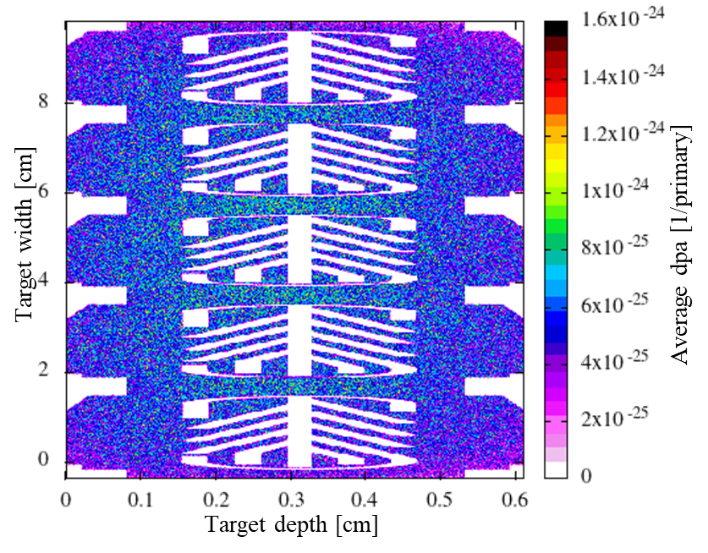 Target width [cm]
8
6
4
2
0
0
0.1
0.2
0.3
0.4
0.5
0.6
Target depth [cm]
1.6x10-24
1.4x10-24
1.2x10-24
1x10-24
8x10-25
6x10-25
4x10-25
2x10-25
0
Average dpa [1/primary]